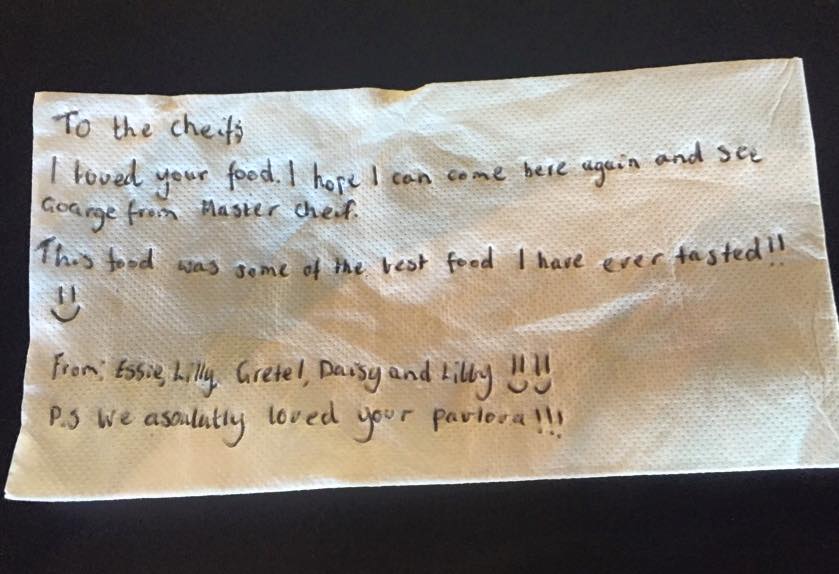 To the cheifs
I loved your food. I hope I can come here again and see
Goarge from Master cheif.
This food was some of the best food I have ever tasted!!
From: Essie, Lilly, Gretel, Daisy and Libby
P.S We asoulutly loved your pavlova!!!